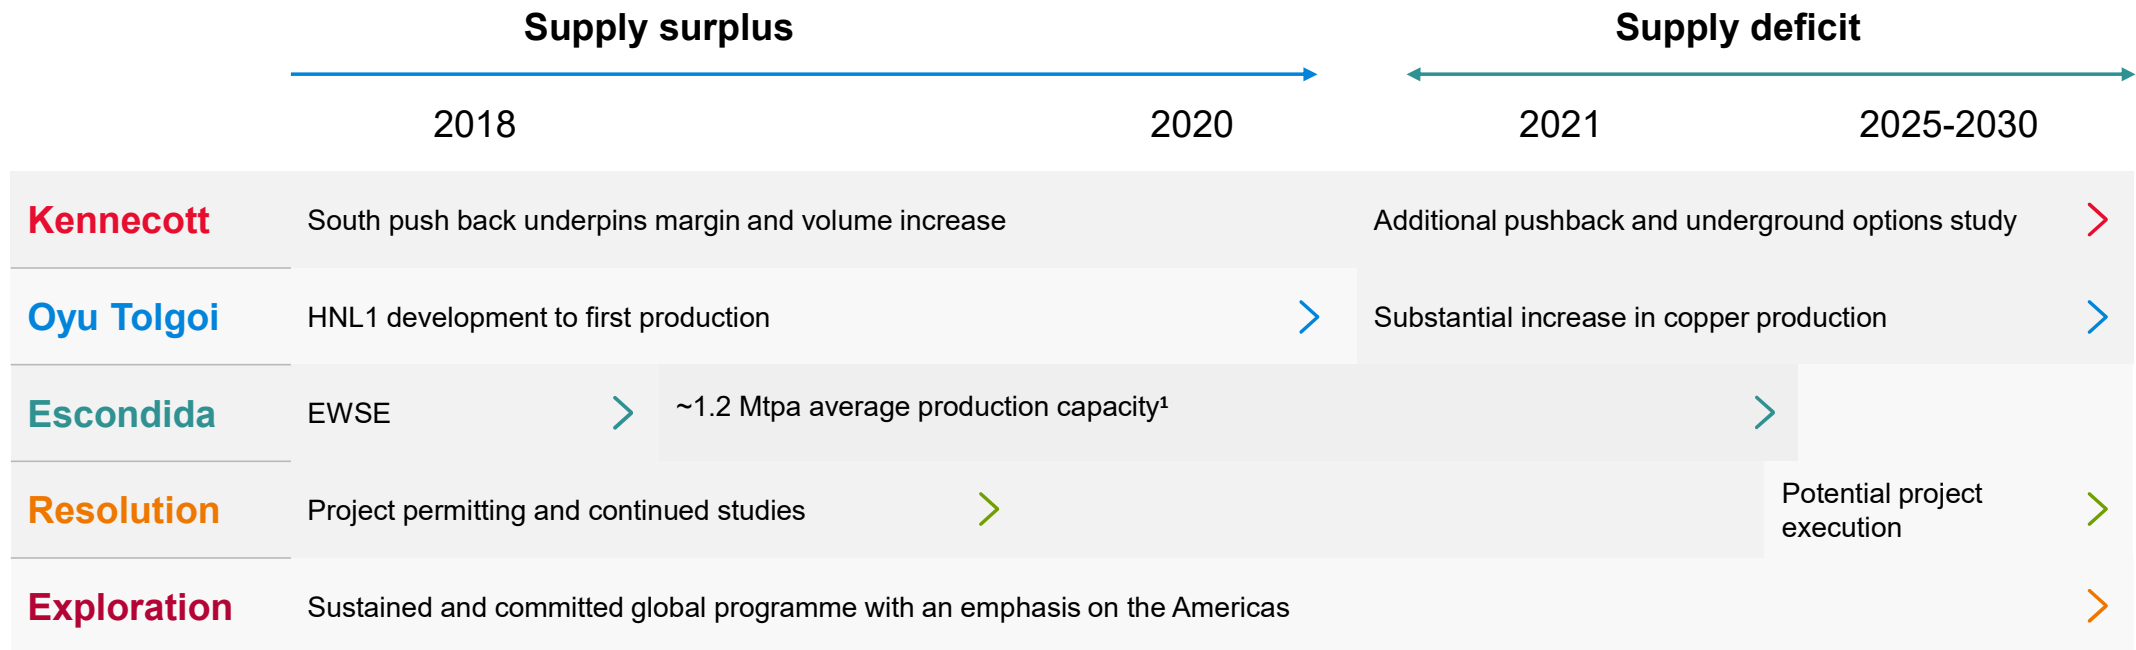 Supply surplus
Supply deficit
2018
2020
2021
2025-2030
Kennecott
South push back underpins margin and volume increase
Additional pushback and underground options study
Oyu Tolgoi
HNL1 development to first production
Substantial increase in copper production
Escondida
EWSE
~1.2 Mtpa average production capacity¹
Resolution
Project permitting and continued studies
Potential project
execution
Exploration
Sustained and committed global programme with an emphasis on the Americas